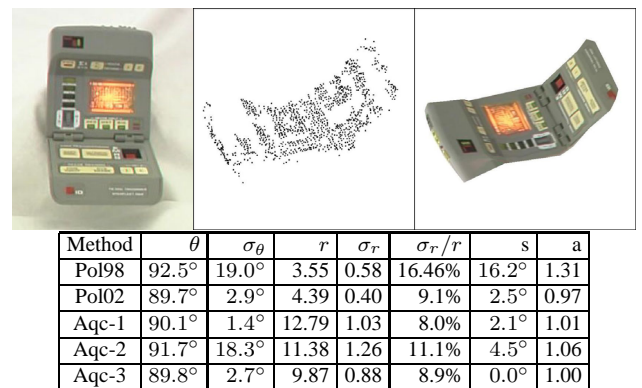 Method θ σ_θ r σ_r σ_r/r s a
Pol98 92.5° 19.0° 3.55 0.58 16.46% 16.2° 1.31
Pol02 89.7° 2.9° 4.39 0.40 9.1% 2.5° 0.97
Aqc-1 90.1° 1.4° 12.79 1.03 8.0% 2.1° 1.01
Aqc-2 91.7° 18.3° 11.38 1.26 11.1% 4.5° 1.06
Aqc-3 89.8° 2.7° 9.87 0.88 8.9% 0.0° 1.00